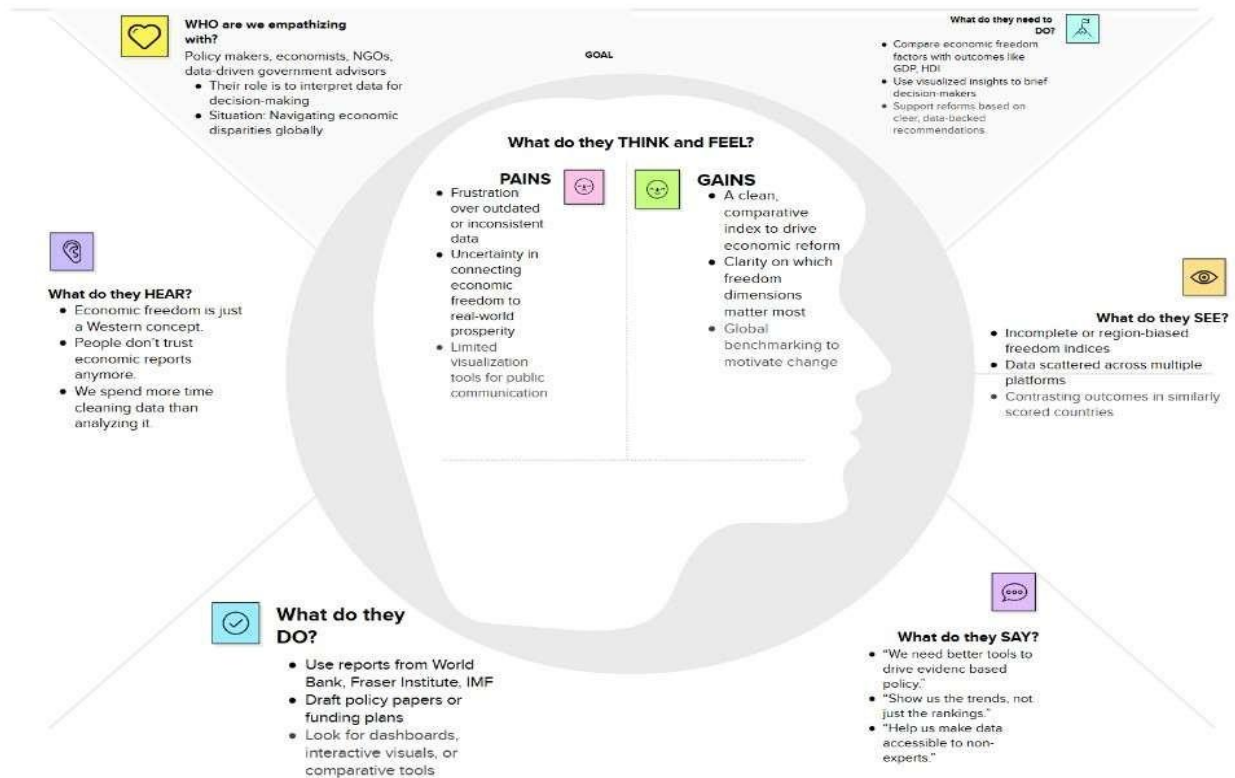 WHO are we empathizing
with?
Policy makers, economists, NGOs,
data-driven government advisors
• Their role is to interpret data for
decision-making
• Situation: Navigating economic
disparities globally
GOAL
What do they need to
DO?
• Compare economic freedom
factors with outcomes like
GDP, HDI
• Use visualized insights to brief
decision-makers
• Support reforms based on
clear, data-backed
recommendations.
What do they THINK and FEEL?
PAINS
• Frustration
over outdated
or inconsistent
data
• Uncertainty in
connecting
economic
freedom to
real-world
prosperity
• Limited
visualization
tools for public
communication
GAINS
• A clean,
comparative
index to drive
economic reform
• Clarity on which
freedom
dimensions
matter most
• Global
benchmarking to
motivate change
What do they HEAR?
• Economic freedom is just
a Western concept.
• People don't trust
economic reports
anymore.
• We spend more time
cleaning data than
analyzing it.
What do they SEE?
• Incomplete or region-biased
freedom indices
• Data scattered across multiple
platforms
• Contrasting outcomes in similarly
scored countries
What do they
DO?
• Use reports from World
Bank, Fraser Institute, IMF
• Draft policy papers or
funding plans
• Look for dashboards,
interactive visuals, or
comparative tools
What do they SAY?
• "We need better tools to
drive evidenc based
policy."
• "Show us the trends, not
just the rankings."
• "Help us make data
accessible to non-
experts."